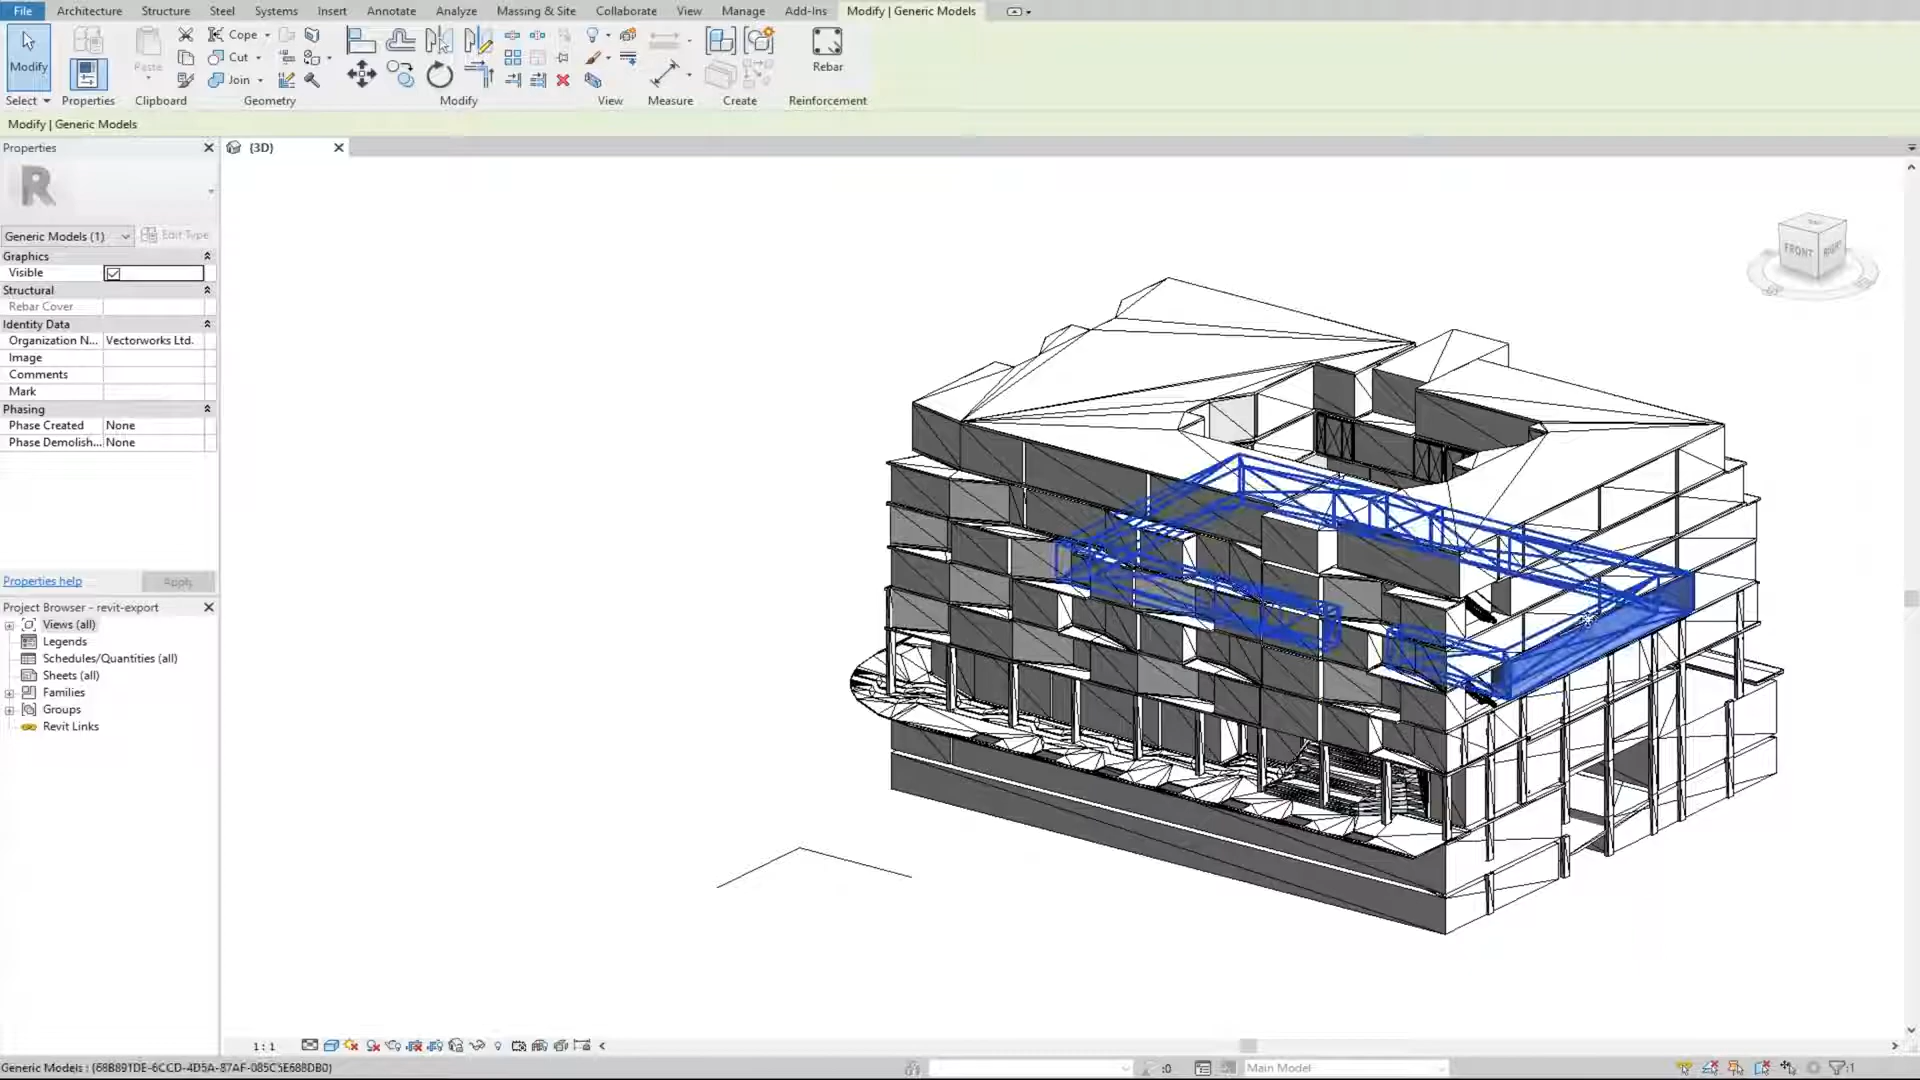 File Architecture Structure Steel Systems Insert Annotate Analyze Massing & Site Collaborate View Manage Add-Ins Modify | Generic Models
Modify
Paste
Cope
Cut
Join
Rebar
Select Properties Clipboard Geometry Modify View Measure Create Reinforcement
Modify | Generic Models
Properties
{3D}
R
Generic Models (1) Edit Type
Graphics
Visible
Structural
Rebar Cover
Identity Data
Organization N... Vectorworks Ltd.
Image
Comments
Mark
Phasing
Phase Created None
Phase Demolish... None
FRONT RIGHT
Properties help Apply
Project Browser - revit-export
Views (all)
Legends
Schedules/Quantities (all)
Sheets (all)
Families
Groups
Revit Links
1 : 1
Generic Models : {68B891DE-6CCD-4D5A-87AF-085C5E688DB0} :0 Main Model :1